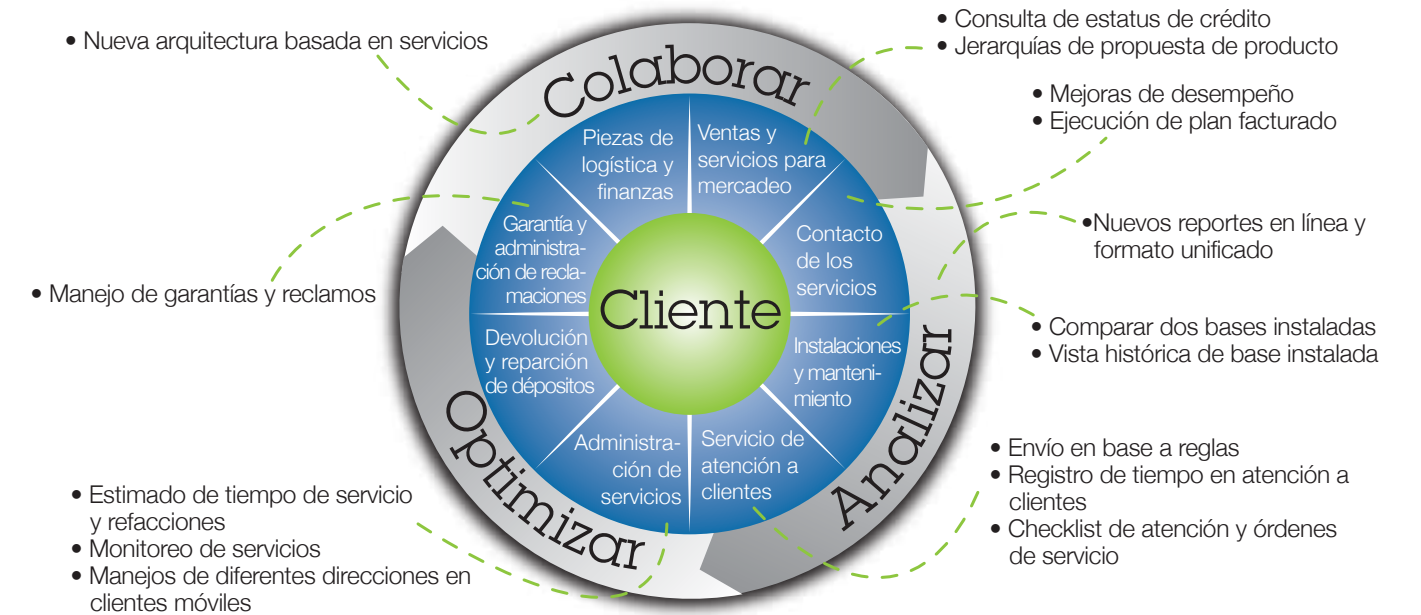 • Nueva arquitectura basada en servicios
• Consulta de estatus de crédito
• Jerarquías de propuesta de producto
• Mejoras de desempeño
• Ejecución de plan facturado
•Nuevos reportes en línea y
formato unificado
• Manejo de garantías y reclamos
• Comparar dos bases instaladas
• Vista histórica de base instalada
• Envío en base a reglas
• Registro de tiempo en atención a
clientes
• Checklist de atención y órdenes
de servicio
• Estimado de tiempo de servicio
y refacciones
• Monitoreo de servicios
• Manejos de diferentes direcciones en
clientes móviles
Colaborar
Analizar
Optimizar
Piezas de
logística y
finanzas
Ventas y
servicios para
mercadeo
Contacto
de los
servicios
Instalaciones
y manteni-
miento
Servicio de
atención a
clientes
Administra-
ción de
servicios
Devolución
y reparción
de dépositos
Garantía y
administra-
ción de recla-
maciones
Cliente